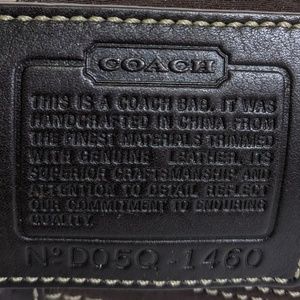 COACH
THIS IS A COACH BAG. IT WAS
HANDCRAFTED IN CHINA FROM
THE FINEST MATERIALS TRIMMED
WITH GENUINE LEATHER. ITS
SUPERIOR CRAFTSMANSHIP AND
ATTENTION TO DETAIL REFLECT
OUR COMMITMENT TO ENDURING
QUALITY.
Nº D05Q-1460